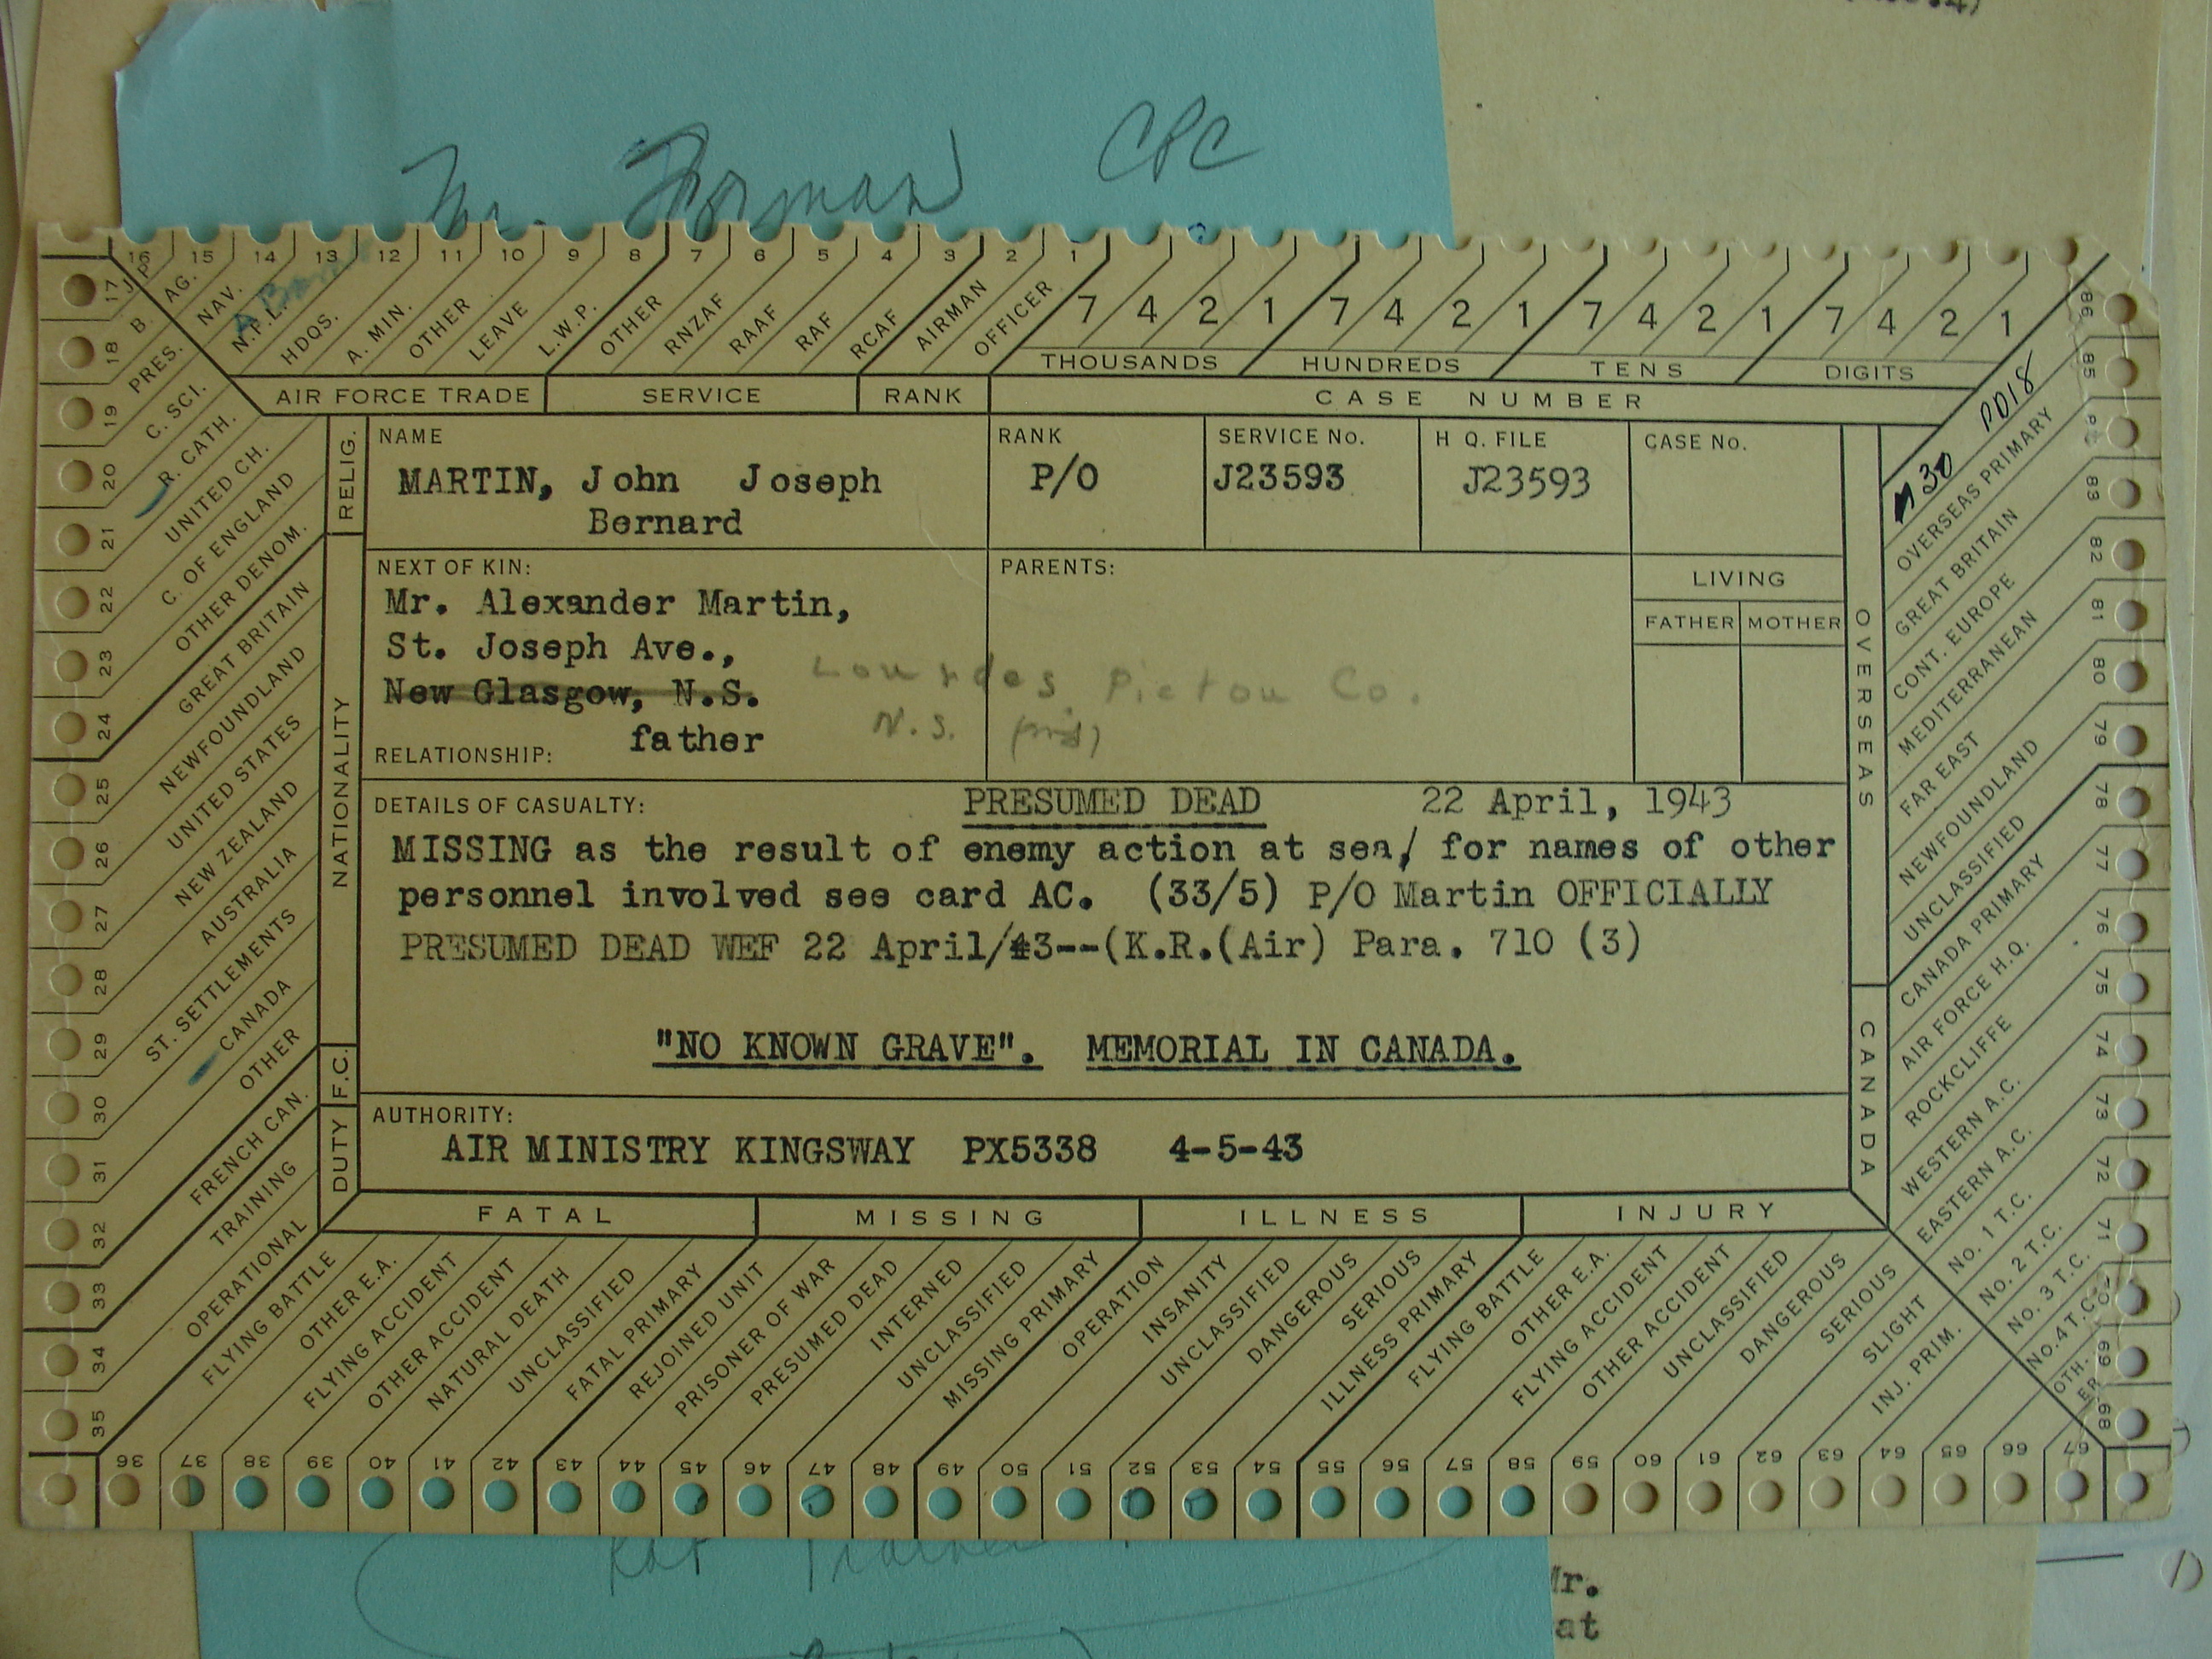 Mr. Forman CPC
16 15 14 13 12 11 10 9 8 7 6 5 4 3 2 1
J. AG. NAV. N.P.L. HDQS. A. MIN. OTHER LEAVE L.W.P. OTHER RNZAF RAAF RAF RCAF AIRMAN OFFICER
7 4 2 1 7 4 2 1 7 4 2 1 7 4 2 1
THOUSANDS HUNDREDS TENS DIGITS
AIR FORCE TRADE SERVICE RANK CASE NUMBER
17
18 B.
19 PRES.
20 C. SCI.
21 R. CATH.
22 UNITED CH.
23 C. OF ENGLAND
24 OTHER DENOM.
25 GREAT BRITAIN
26 NEWFOUNDLAND
27 UNITED STATES
28 NEW ZEALAND
29 AUSTRALIA
30 ST. SETTLEMENTS
31 CANADA
32 OTHER
33 FRENCH CAN.
34 TRAINING
35 OPERATIONAL
RELIG.
NATIONALITY
F.C.
DUTY
NAME
MARTIN, John Joseph
Bernard
RANK
P/O
SERVICE No.
J23593
H Q. FILE
J23593
CASE No.
NEXT OF KIN:
Mr. Alexander Martin,
St. Joseph Ave.,
New Glasgow, N.S.
Lourdes Pictou Co.
N.S.
father
RELATIONSHIP:
PARENTS:
LIVING
FATHER MOTHER
DETAILS OF CASUALTY: PRESUMED DEAD 22 April, 1943
MISSING as the result of enemy action at sea/ for names of other
personnel involved see card AC. (33/5) P/O Martin OFFICIALLY
PRESUMED DEAD WEF 22 April/43--(K.R.(Air) Para. 710 (3)
"NO KNOWN GRAVE". MEMORIAL IN CANADA.
AUTHORITY:
AIR MINISTRY KINGSWAY PX5338 4-5-43
OVERSEAS
CANADA
PD18
30
86
85 OVERSEAS PRIMARY
GREAT BRITAIN
83 CONT. EUROPE
82 MEDITERRANEAN
81 FAR EAST
80 NEWFOUNDLAND
79 UNCLASSIFIED
78 CANADA PRIMARY
77 AIR FORCE H.Q.
76 ROCKCLIFFE
75 WESTERN A.C.
74 EASTERN A.C.
73 No. 1 T.C.
72 No. 2 T.C.
71 No. 3 T.C.
70 No. 4 T.C.
69 OTH-
68 ER
FATAL MISSING ILLNESS INJURY
FLYING BATTLE OTHER E.A. FLYING ACCIDENT OTHER ACCIDENT NATURAL DEATH UNCLASSIFIED FATAL PRIMARY REJOINED UNIT PRISONER OF WAR PRESUMED DEAD INTERNED UNCLASSIFIED MISSING PRIMARY OPERATION INSANITY UNCLASSIFIED DANGEROUS SERIOUS ILLNESS PRIMARY FLYING BATTLE OTHER E.A. FLYING ACCIDENT OTHER ACCIDENT UNCLASSIFIED DANGEROUS SERIOUS SLIGHT INJ. PRIM.
36 37 38 39 40 41 42 43 44 45 46 47 48 49 50 51 52 53 54 55 56 57 58 59 60 61 62 63 64 65 66 67
Mr.
at